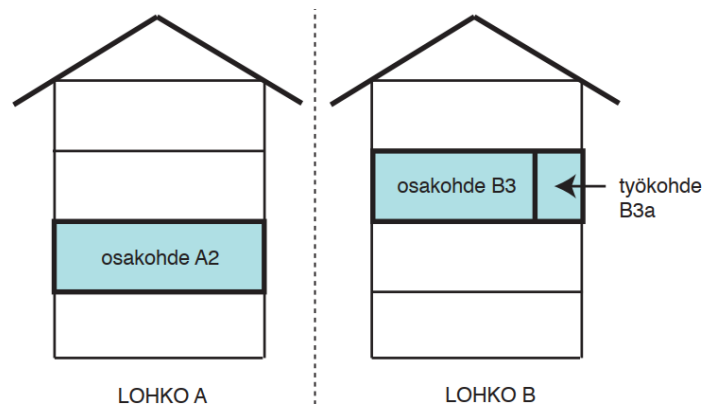 osakohde B3
työkohde
B3a
osakohde A2
LOHKO A
LOHKO B